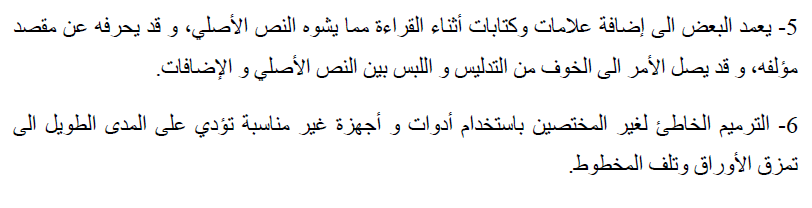 5- يعمد البعض الى إضافة علامات وكتابات أثناء القراءة مما يشوه النص الأصلي، و قد يحرفه عن مقصد
مؤلفه، و قد يصل الأمر الى الخوف من التدليس و اللبس بين النص الأصلي و الإضافات.
6- الترميم الخاطئ لغير المختصين باستخدام أدوات و أجهزة غير مناسبة تؤدي على المدى الطويل الى
تمزق الأوراق وتلف المخطوط.